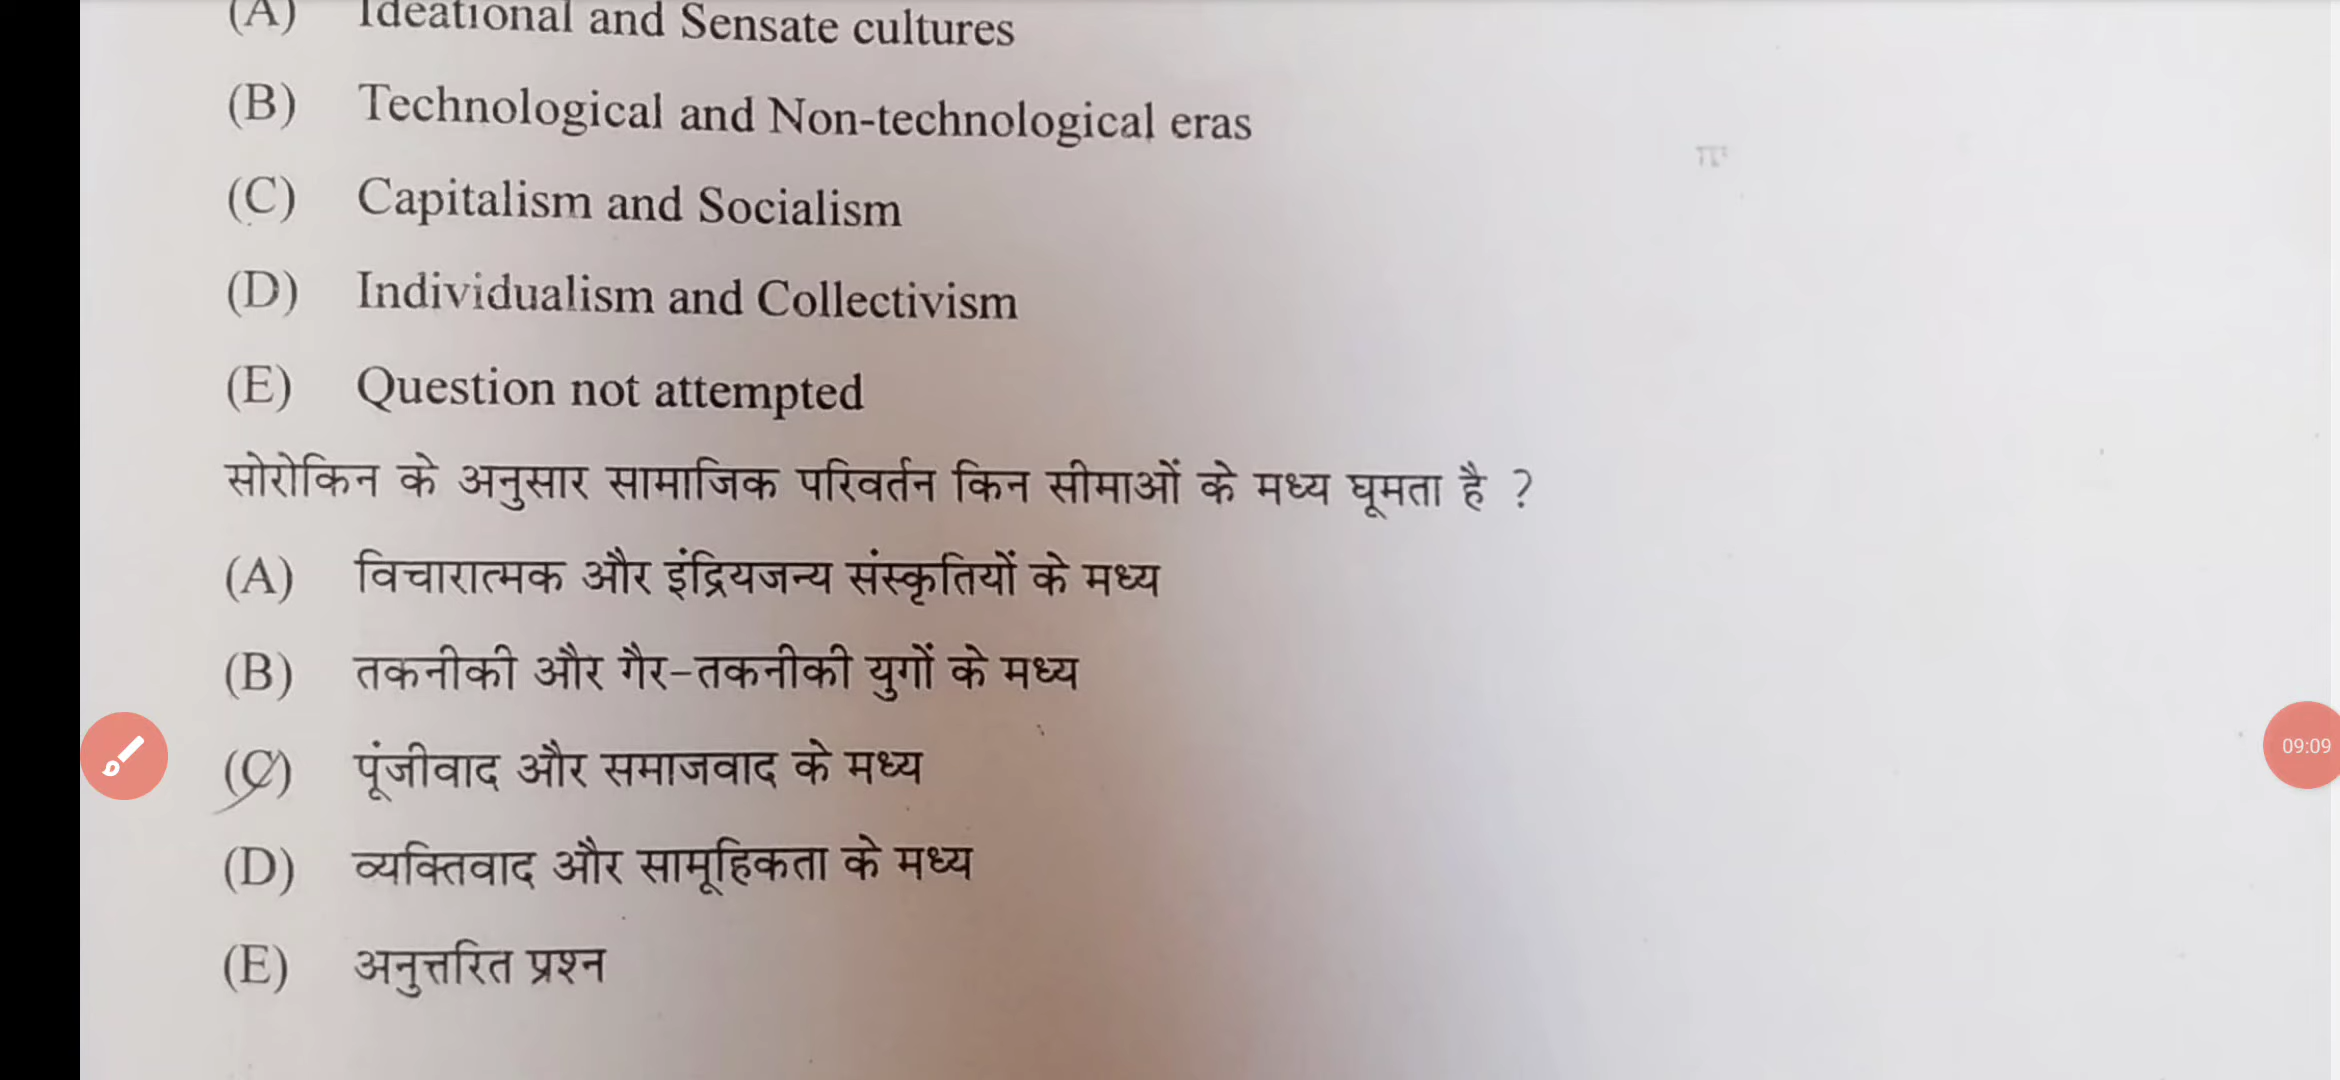 (A) Ideational and Sensate cultures
(B) Technological and Non-technological eras
(C) Capitalism and Socialism
(D) Individualism and Collectivism
(E) Question not attempted
सोरोकिन के अनुसार सामाजिक परिवर्तन किन सीमाओं के मध्य घूमता है ?
(A) विचारात्मक और इंद्रियजन्य संस्कृतियों के मध्य
(B) तकनीकी और गैर-तकनीकी युगों के मध्य
(C) पूंजीवाद और समाजवाद के मध्य
09:09
(D) व्यक्तिवाद और सामूहिकता के मध्य
(E) अनुत्तरित प्रश्न